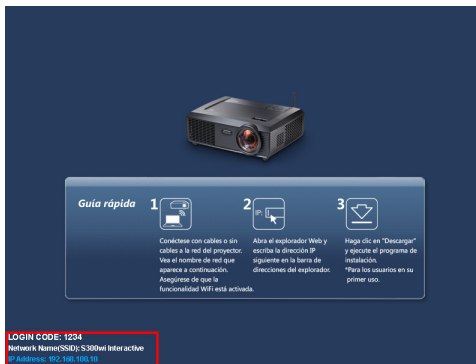 Guía rápida
1
Conéctese con cables o sin
cables a la red del proyector.
Vea el nombre de red que
aparece a continuación.
Asegúrese de que la
funcionalidad WiFi está activada.
2
IP:
Abra el explorador Web y
escriba la dirección IP
siguiente en la barra de
direcciones del explorador.
3
Haga clic en "Descargar"
y ejecute el programa de
instalación.
*Para los usuarios en su
primer uso.
LOGIN CODE: 1234
Network Name(SSID): S300wi Interactive
IP Address: 192.168.100.10